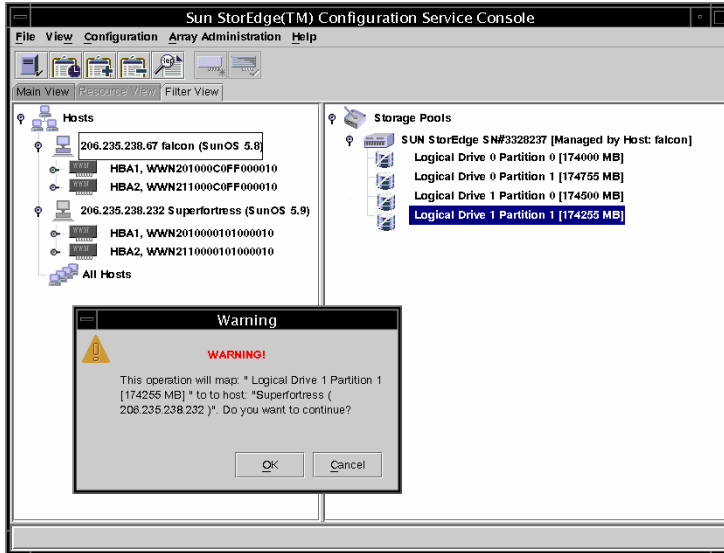 Sun StorEdge(TM) Configuration Service Console
File View Configuration Array Administration Help
Main View Resource View Filter View
Hosts
206.235.238.67 falcon (SunOS 5.8)
HBA1, WWN201000C0FF000010
HBA2, WWN211000C0FF000010
206.235.238.232 Superfortress (SunOS 5.9)
HBA1, WWN2010000101000010
HBA2, WWN2110000101000010
All Hosts
Storage Pools
SUN StorEdge SN#3328237 [Managed by Host: falcon]
Logical Drive 0 Partition 0 [174000 MB]
Logical Drive 0 Partition 1 [174755 MB]
Logical Drive 1 Partition 0 [174500 MB]
Logical Drive 1 Partition 1 [174255 MB]
Warning
WARNING!
This operation will map: " Logical Drive 1 Partition 1
[174255 MB] " to to host: "Superfortress (
206.235.238.232 )". Do you want to continue?
OK
Cancel